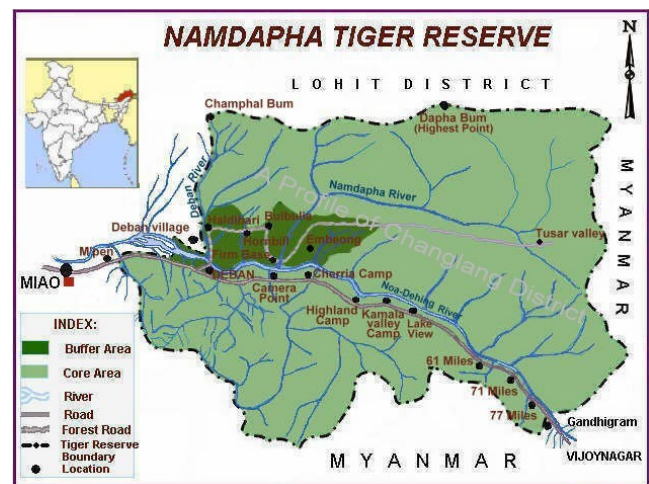 NAMDAPHA TIGER RESERVE
N
LOHIT DISTRICT
Champhal Bum
Dapha Bum
(Highest Point)
Deban River
Namdapha River
A Profile of Changlang District
MYANMAR
Haldibari
Bulbulia
Deban village
Hornbill
Embeong
Tusar valley
M'pen
Firm Base
MIAO
DEBAN
Cherria Camp
Camera
Point
Noa-Dehing River
Highland
Camp
Kamala
valley
Camp
Lake
View
INDEX:
Buffer Area
Core Area
River
Road
Forest Road
Tiger Reserve
Boundary
Location
61 Miles
71 Miles
77 Miles
Gandhigram
VIJOYNAGAR
MYANMAR